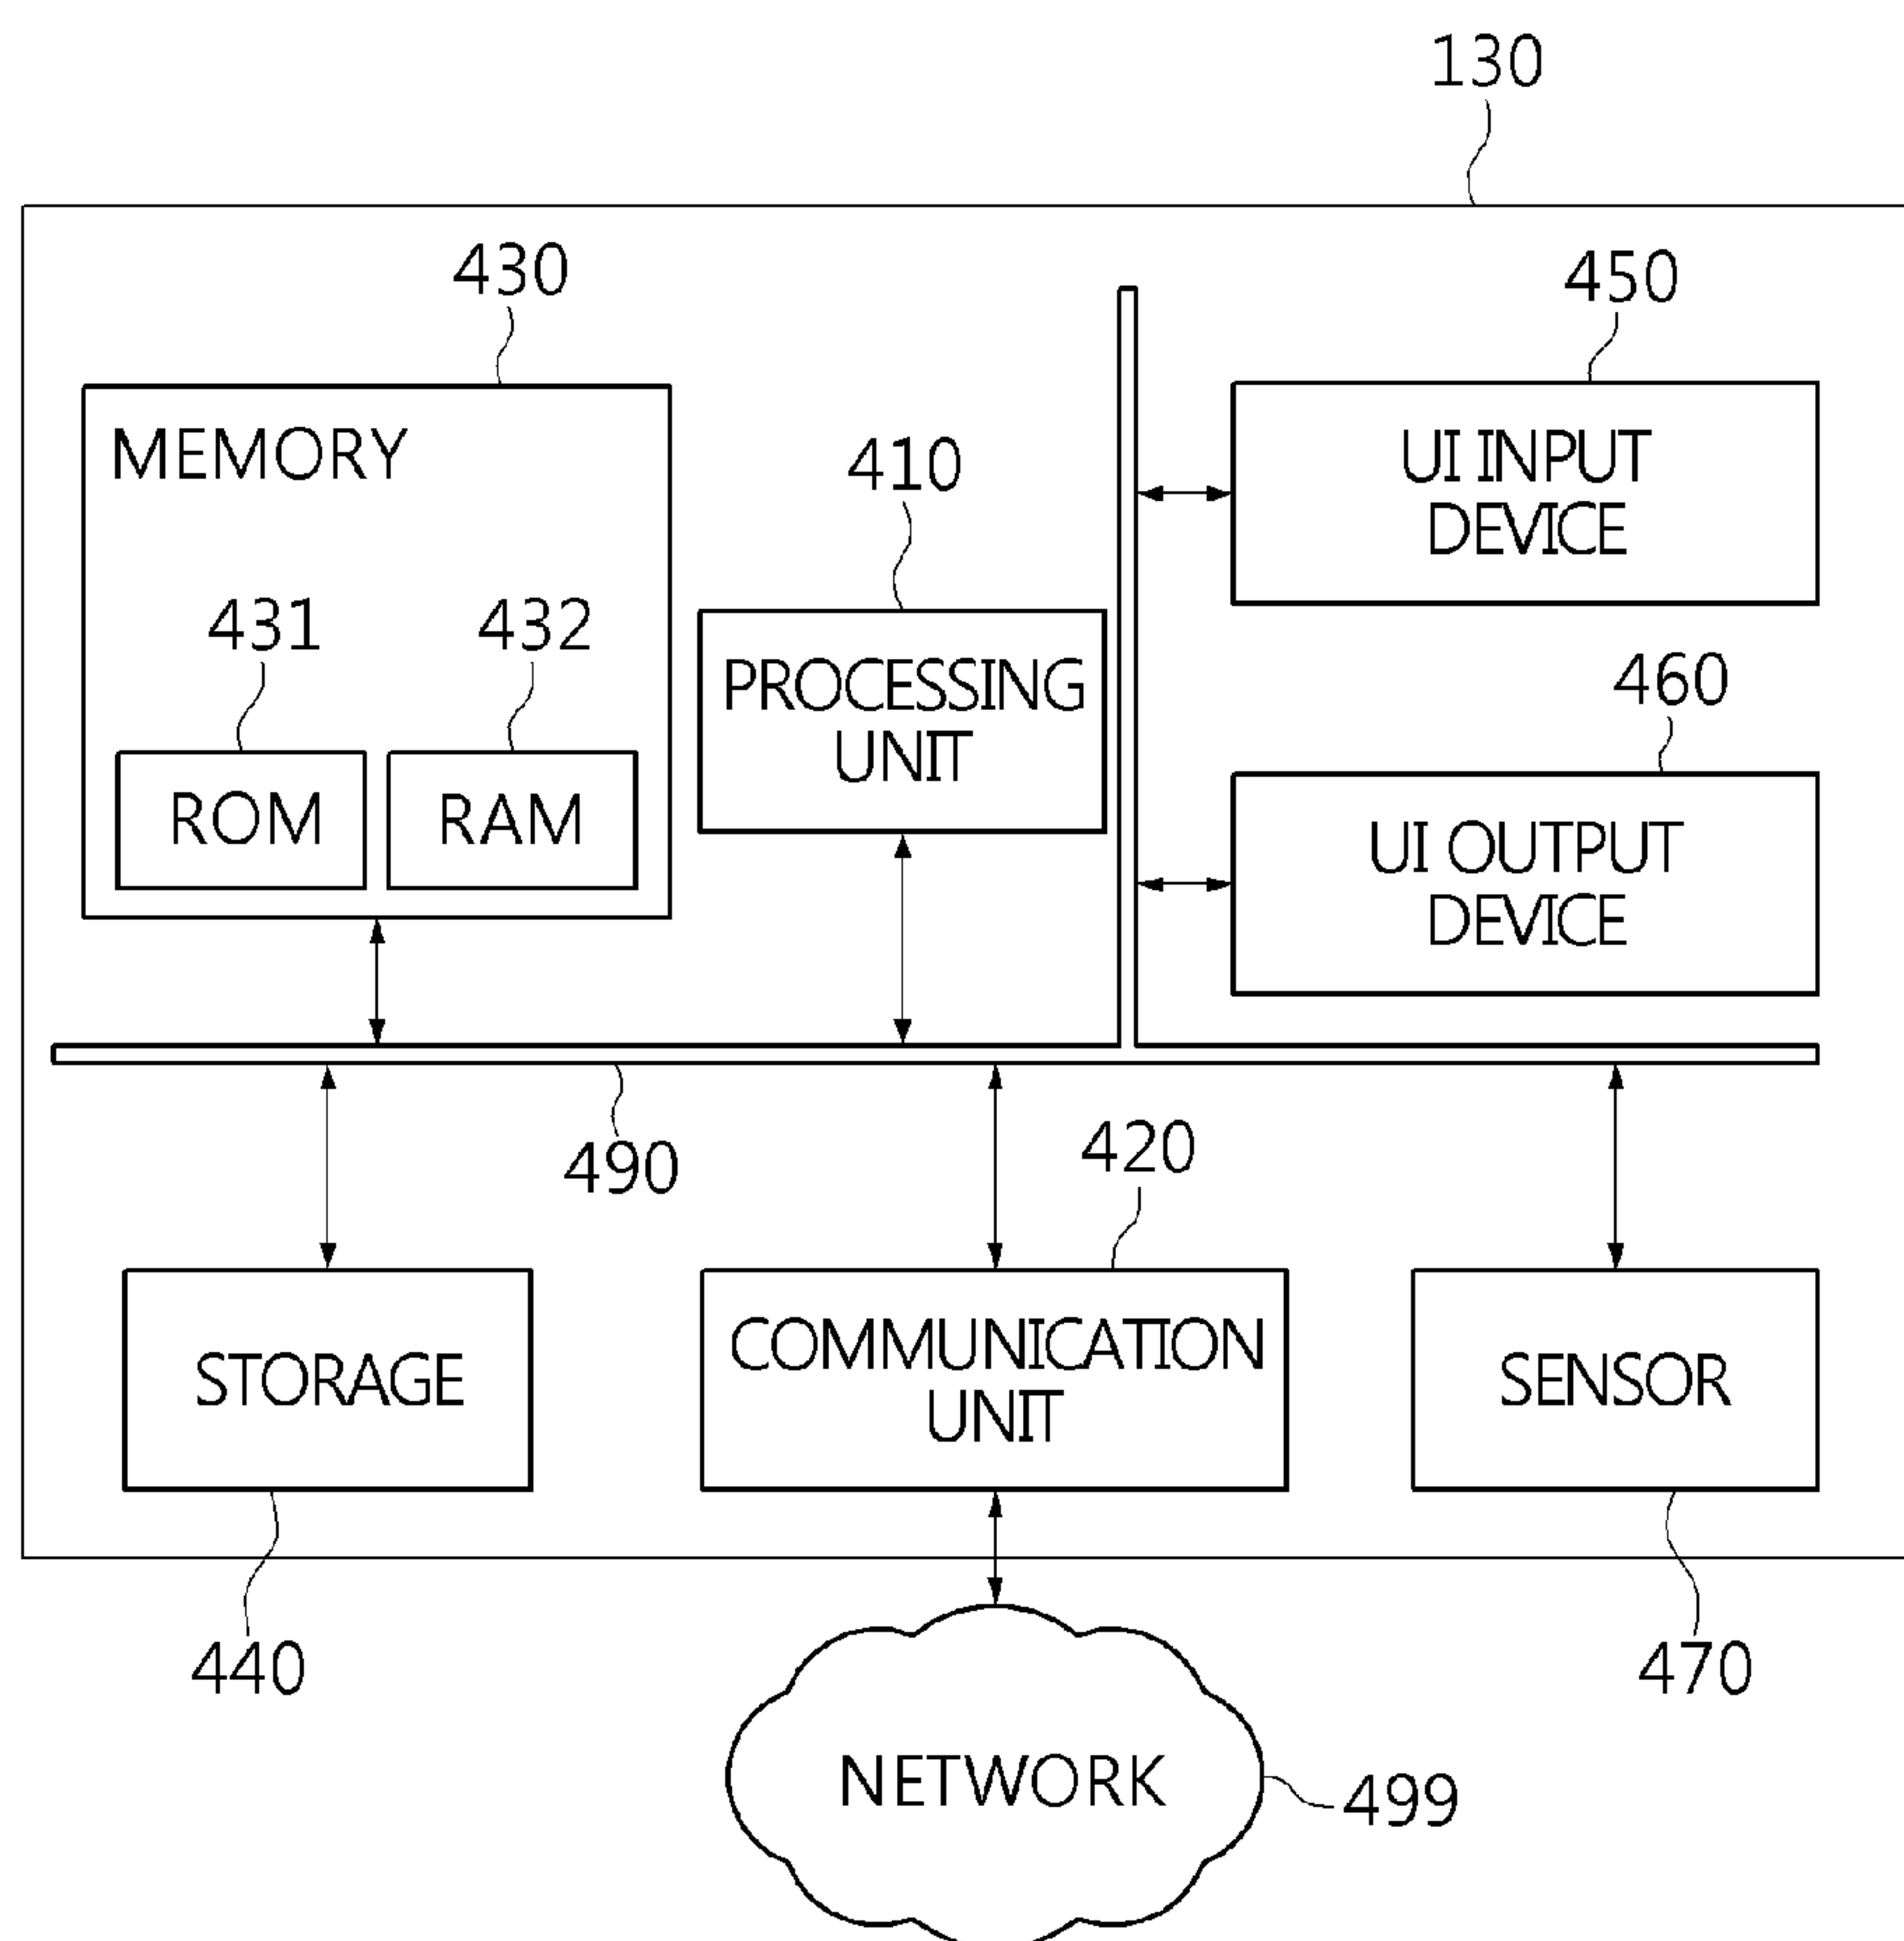 130
430
450
MEMORY
410
UI INPUT
DEVICE
431
432
PROCESSING
UNIT
460
ROM
RAM
UI OUTPUT
DEVICE
490
420
STORAGE
COMMUNICATION
UNIT
SENSOR
440
470
NETWORK
499